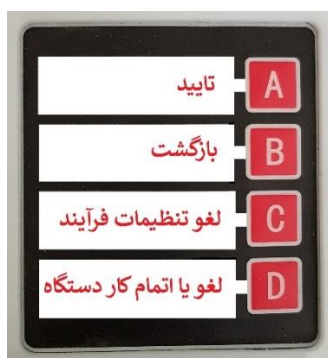 تایید A
بازگشت B
لغو تنظیمات فرآیند C
لغو یا اتمام کار دستگاه D